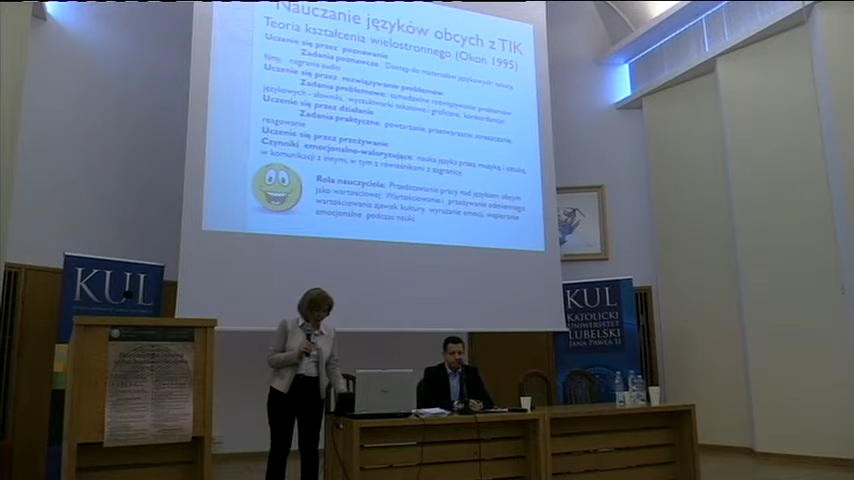 Nauczanie języków obcych z TIK
Teoria kształcenia wielostronnego (Okoń 1995)
Uczenie się przez poznawanie
Zadania poznawcze: Dostęp do materiałów językowych: teksty,
filmy, nagrania audio
Uczenie się przez rozwiązywanie problemów
Zadania problemowe: samodzielne rozwiązywanie problemów
językowych - słowniki, wyszukiwarki tekstowe i graficzne, konkordancje
Uczenie się przez działanie
Zadania praktyczne: powtarzanie, przetwarzanie, streszczanie,
reagowanie
Uczenie się przez przeżywanie
Czynniki emocjonalno-waloryzujące: nauka języka przez muzykę i sztukę,
w komunikacji z innymi, w tym z rówieśnikami z zagranicy
Rola nauczyciela: Przedstawianie pracy nad językiem obcym
jako wartościowej. Wartościowanie i przeżywanie odmiennego
wartościowania zjawisk kultury, wyrażanie emocji, wspieranie
emocjonalne podczas nauki
KUL
KUL
KATOLICKI
UNIWERSYTET
LUBELSKI
JANA PAWŁA II